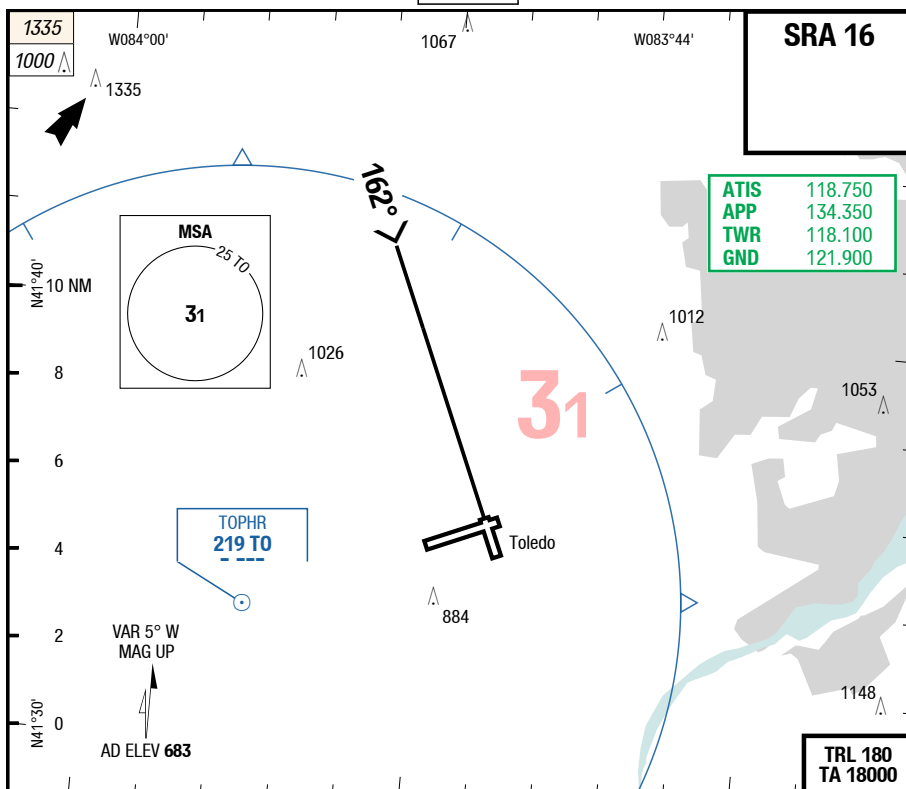 1335
1000
W084°00'
1067
W083°44'
SRA 16
1335
162°
ATIS 118.750
APP 134.350
TWR 118.100
GND 121.900
MSA
25 TO
31
N41°40'
10 NM
1012
1026
8
31
1053
6
TOPHR
219 TO
4
Toledo
884
2
VAR 5° W
MAG UP
1148
N41°30'
0
AD ELEV 683
TRL 180
TA 18000